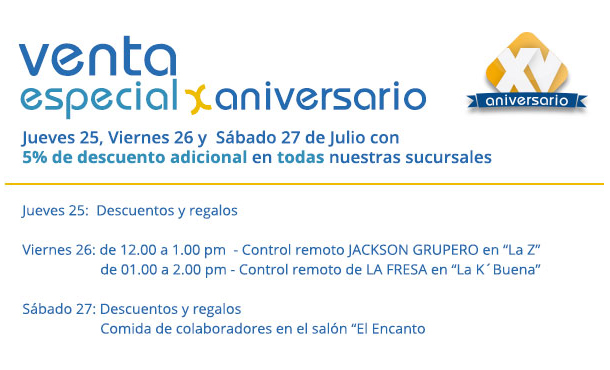 venta
especial x aniversario
XV
aniversario
Jueves 25, Viernes 26 y Sábado 27 de Julio con
5% de descuento adicional en todas nuestras sucursales
Jueves 25: Descuentos y regalos
Viernes 26: de 12.00 a 1.00 pm - Control remoto JACKSON GRUPERO en “La Z”
de 01.00 a 2.00 pm - Control remoto de LA FRESA en “La K´Buena”
Sábado 27: Descuentos y regalos
Comida de colaboradores en el salón “El Encanto